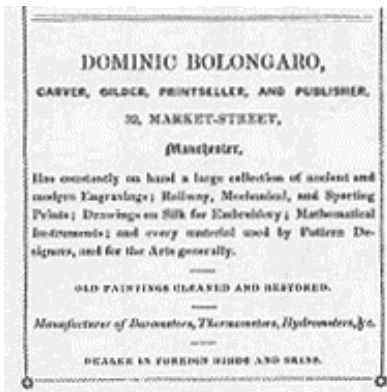 DOMINIC BOLONGARO,
CARVER, GILDER, PRINTSELLER, AND PUBLISHER,
32, MARKET-STREET,
Manchester,
Has constantly on hand a large collection of ancient and
modern Engravings; Railway, Mechanical, and Sporting
Prints; Drawings on Silk for Embroidery; Mathematical
Instruments; and every material used by Pattern De-
signers, and for the Arts generally.
OLD PAINTINGS CLEANED AND RESTORED.
Manufacturer of Barometers, Thermometers, Hydrometers, &c.
DEALER IN FOREIGN BIRDS AND SKINS.